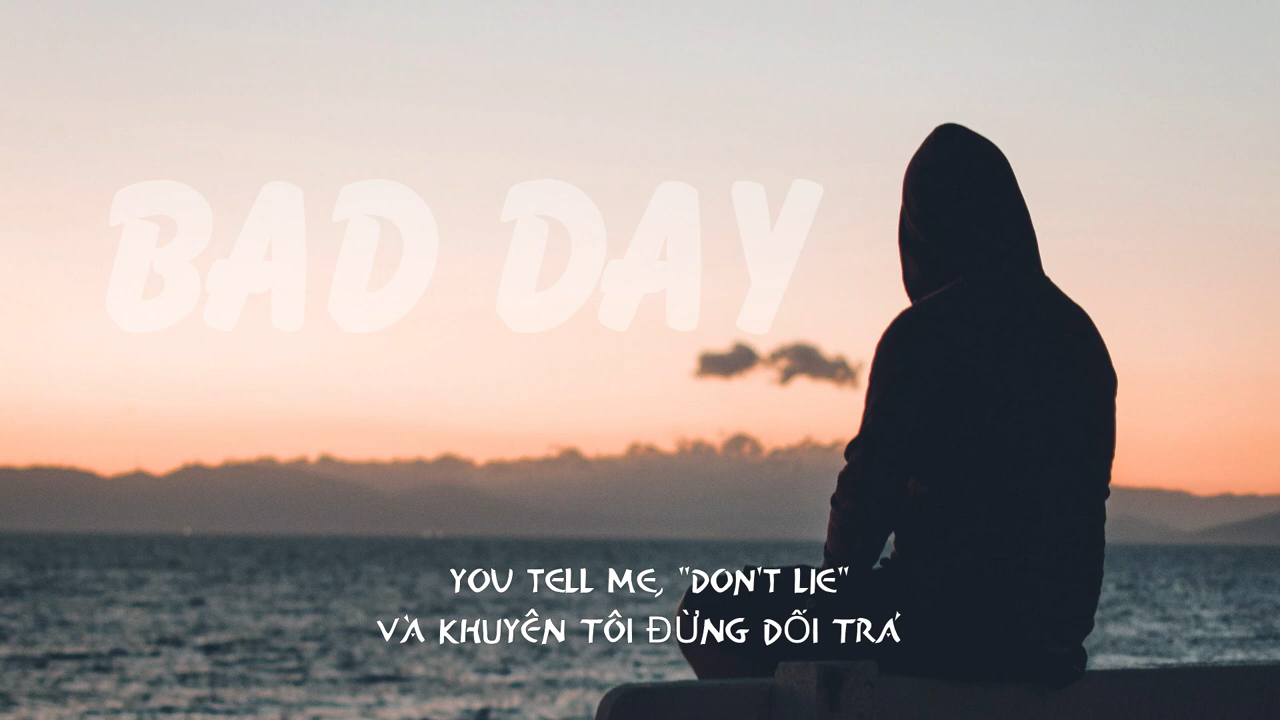 BAD DAY
YOU TELL ME, "DON'T LIE"
VÀ KHUYÊN TÔI ĐỪNG DỐI TRÁ